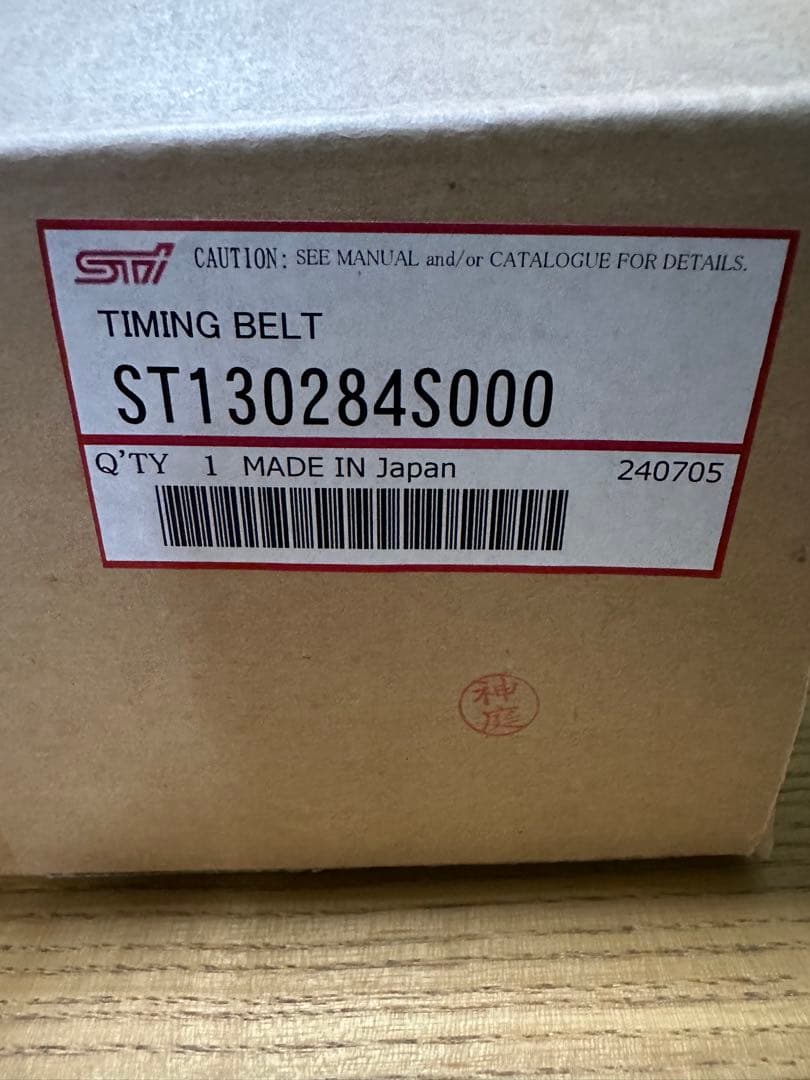 STi CAUTION: SEE MANUAL and/or CATALOGUE FOR DETAILS.
TIMING BELT
ST130284S000
Q'TY 1 MADE IN Japan 240705
神庭